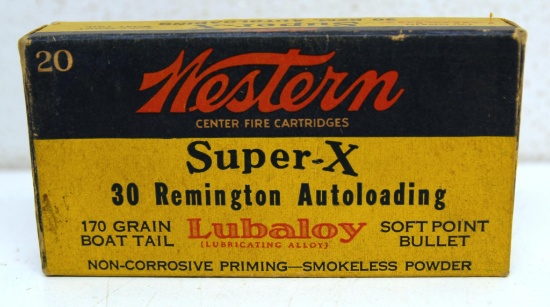 20
Western
CENTER FIRE CARTRIDGES
Super-X
30 Remington Autoloading
170 GRAIN
BOAT TAIL
Lubaloy
(LUBRICATING ALLOY)
SOFT POINT
BULLET
NON-CORROSIVE PRIMING—SMOKELESS POWDER